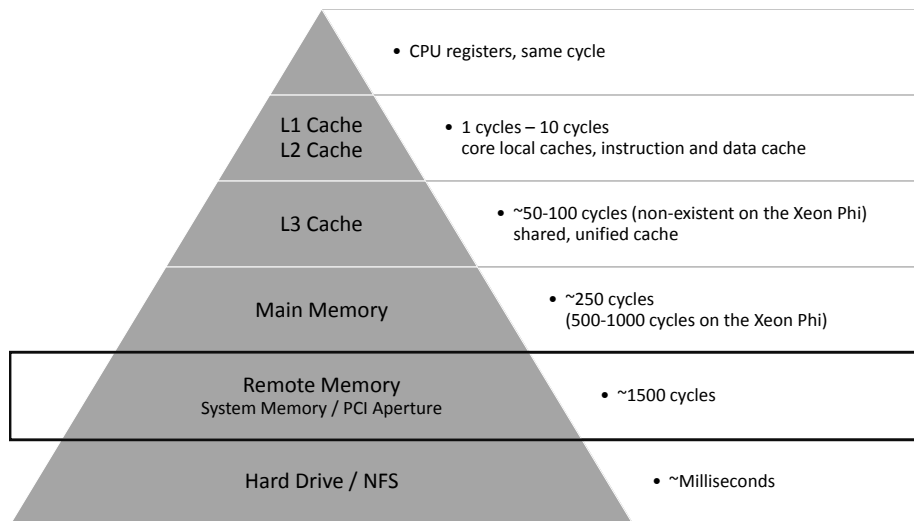 • CPU registers, same cycle
L1 Cache
L2 Cache
• 1 cycles – 10 cycles
core local caches, instruction and data cache
L3 Cache
• ~50-100 cycles (non-existent on the Xeon Phi)
shared, unified cache
Main Memory
• ~250 cycles
(500-1000 cycles on the Xeon Phi)
Remote Memory
System Memory / PCI Aperture
• ~1500 cycles
Hard Drive / NFS
• ~Milliseconds